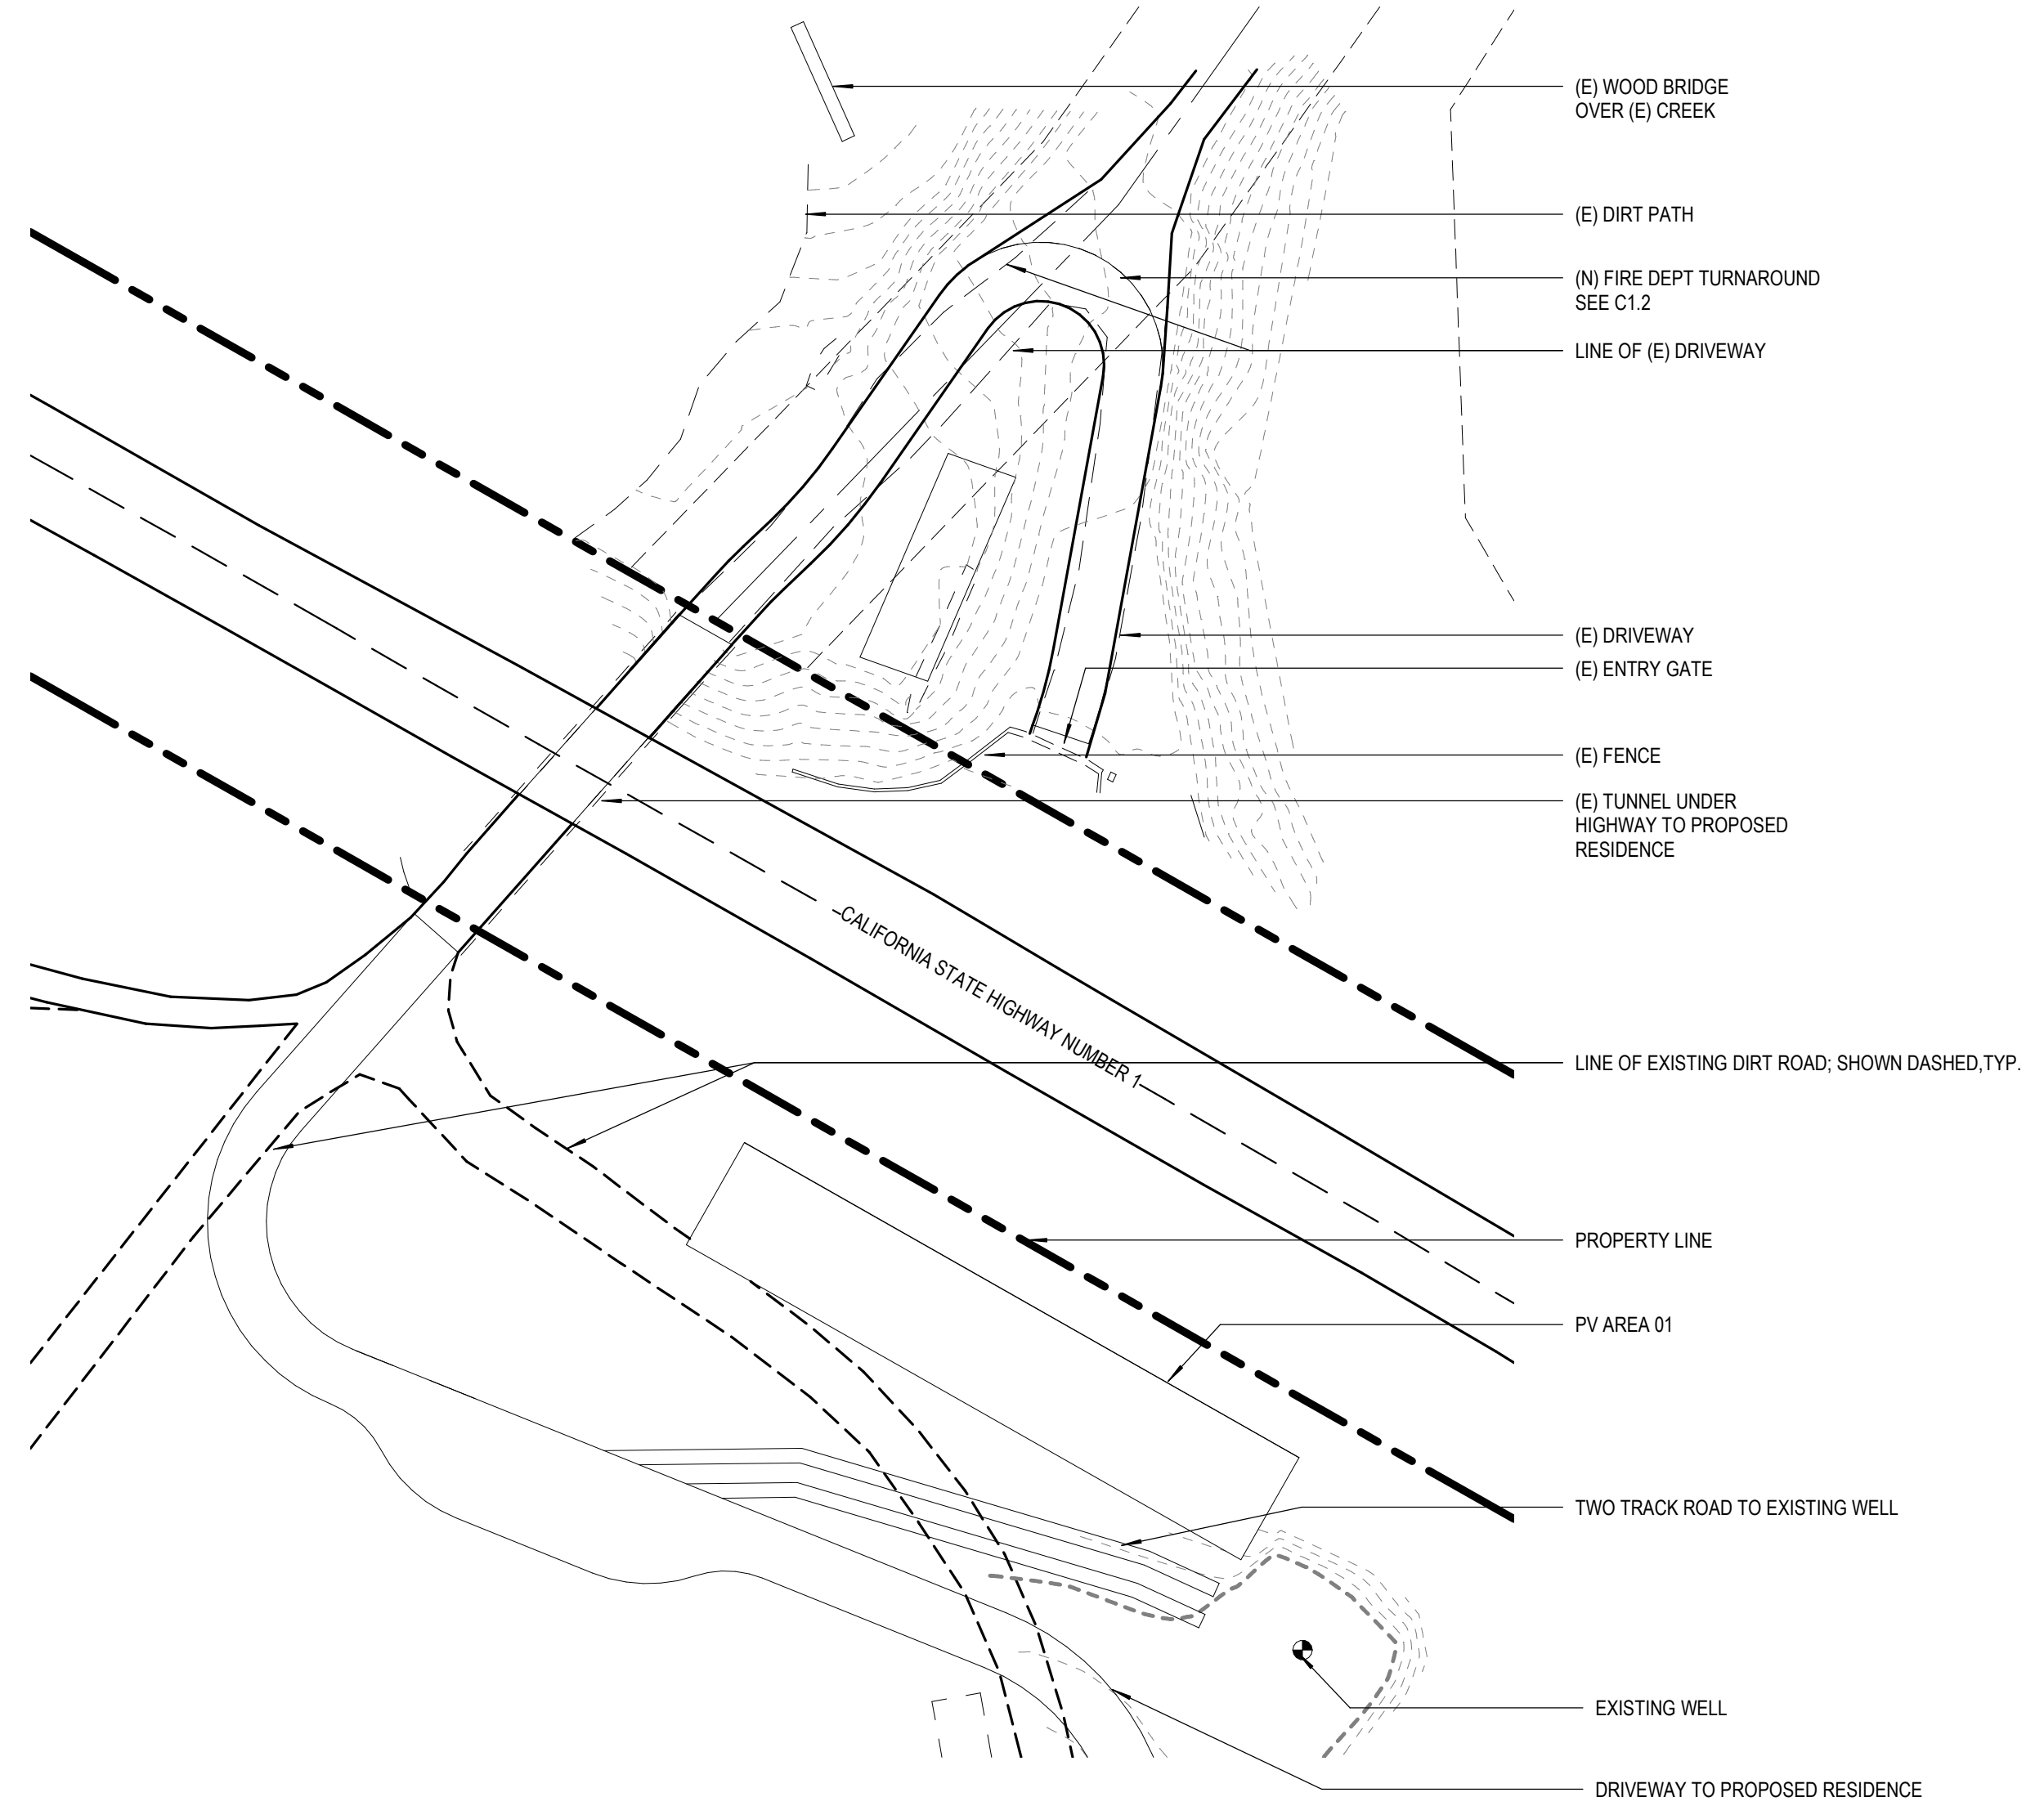 (E) WOOD BRIDGE
OVER (E) CREEK
(E) DIRT PATH
(N) FIRE DEPT TURNAROUND
SEE C1.2
LINE OF (E) DRIVEWAY
(E) DRIVEWAY
(E) ENTRY GATE
(E) FENCE
(E) TUNNEL UNDER
HIGHWAY TO PROPOSED
RESIDENCE
CALIFORNIA STATE HIGHWAY NUMBER 1
LINE OF EXISTING DIRT ROAD; SHOWN DASHED,TYP.
PROPERTY LINE
PV AREA 01
TWO TRACK ROAD TO EXISTING WELL
EXISTING WELL
DRIVEWAY TO PROPOSED RESIDENCE